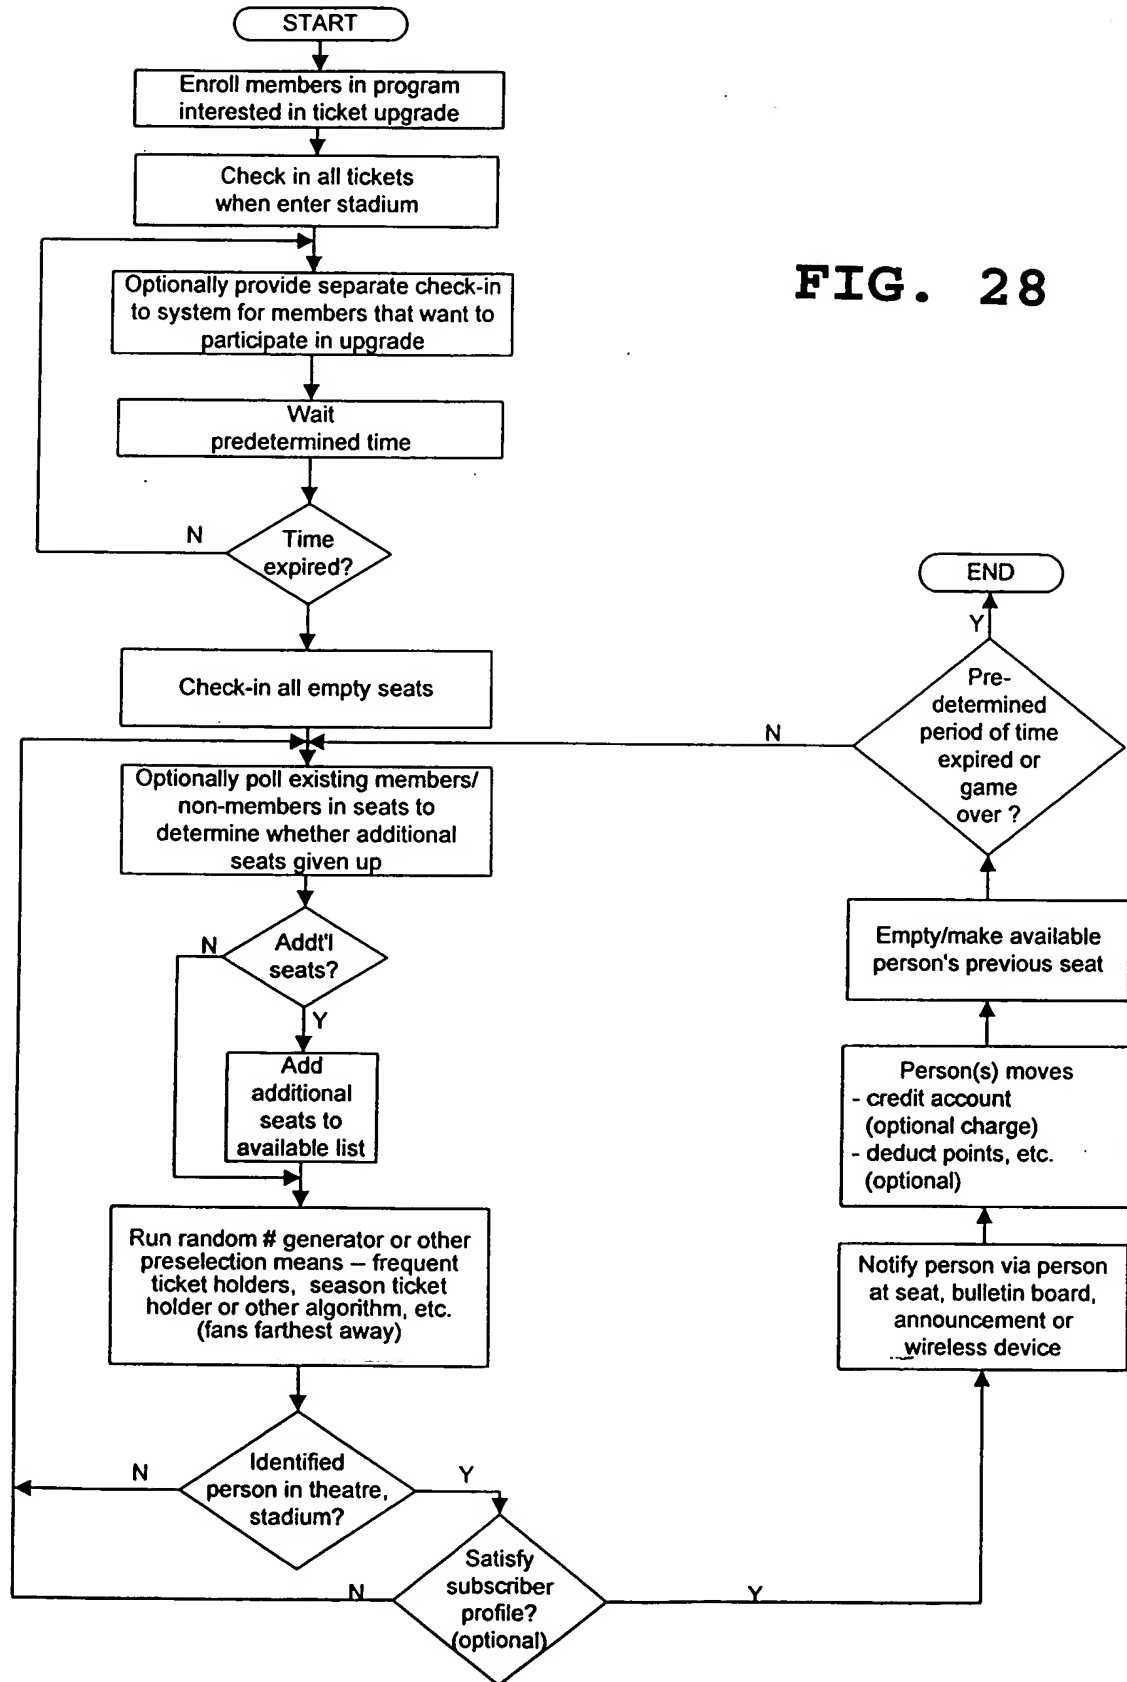 START
Enroll members in program
interested in ticket upgrade
Check in all tickets
when enter stadium
FIG. 28
Optionally provide separate check-in
to system for members that want to
participate in upgrade
Wait
predetermined time
N
Time
expired?
Check-in all empty seats
Optionally poll existing members/
non-members in seats to
determine whether additional
seats given up
N
Addt'l
seats?
Y
Add
additional
seats to
available list
Run random # generator or other
preselection means – frequent
ticket holders, season ticket
holder or other algorithm, etc.
(fans farthest away)
N
Identified
person in theatre,
stadium?
Y
N
Satisfy
subscriber
profile?
(optional)
Y
Notify person via person
at seat, bulletin board,
announcement or
wireless device
Person(s) moves
- credit account
(optional charge)
- deduct points, etc.
(optional)
Empty/make available
person's previous seat
N
Pre-
determined
period of time
expired or
game
over ?
Y
END